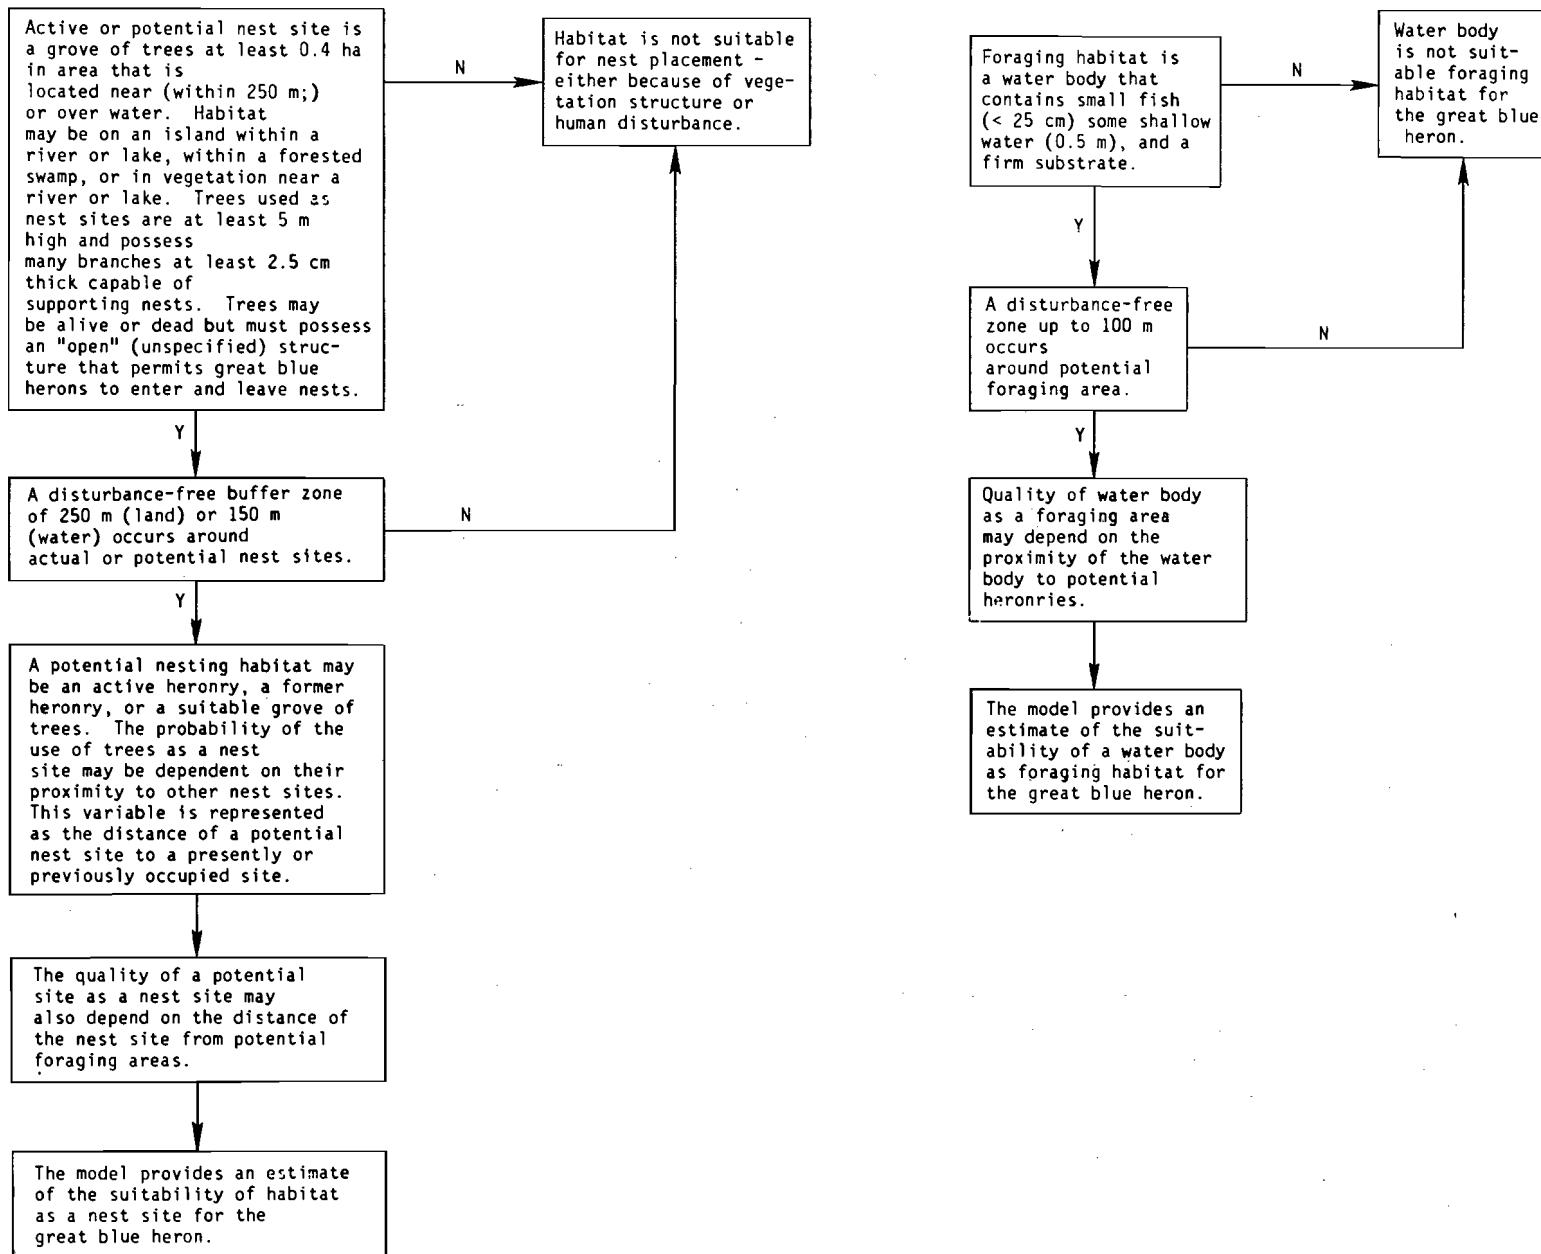 Active or potential nest site is
a grove of trees at least 0.4 ha
in area that is
located near (within 250 m;)
or over water. Habitat
may be on an island within a
river or lake, within a forested
swamp, or in vegetation near a
river or lake. Trees used as
nest sites are at least 5 m
high and possess
many branches at least 2.5 cm
thick capable of
supporting nests. Trees may
be alive or dead but must possess
an "open" (unspecified) struc-
ture that permits great blue
herons to enter and leave nests.
N
Habitat is not suitable
for nest placement -
either because of vege-
tation structure or
human disturbance.
Y
A disturbance-free buffer zone
of 250 m (land) or 150 m
(water) occurs around
actual or potential nest sites.
N
Y
A potential nesting habitat may
be an active heronry, a former
heronry, or a suitable grove of
trees. The probability of the
use of trees as a nest
site may be dependent on their
proximity to other nest sites.
This variable is represented
as the distance of a potential
nest site to a presently or
previously occupied site.
The quality of a potential
site as a nest site may
also depend on the distance of
the nest site from potential
foraging areas.
The model provides an estimate
of the suitability of habitat
as a nest site for the
great blue heron.
Foraging habitat is
a water body that
contains small fish
(< 25 cm) some shallow
water (0.5 m), and a
firm substrate.
N
Water body
is not suit-
able foraging
habitat for
the great blue
heron.
Y
A disturbance-free
zone up to 100 m
occurs
around potential
foraging area.
N
Y
Quality of water body
as a foraging area
may depend on the
proximity of the water
body to potential
heronries.
The model provides an
estimate of the suit-
ability of a water body
as foraging habitat for
the great blue heron.